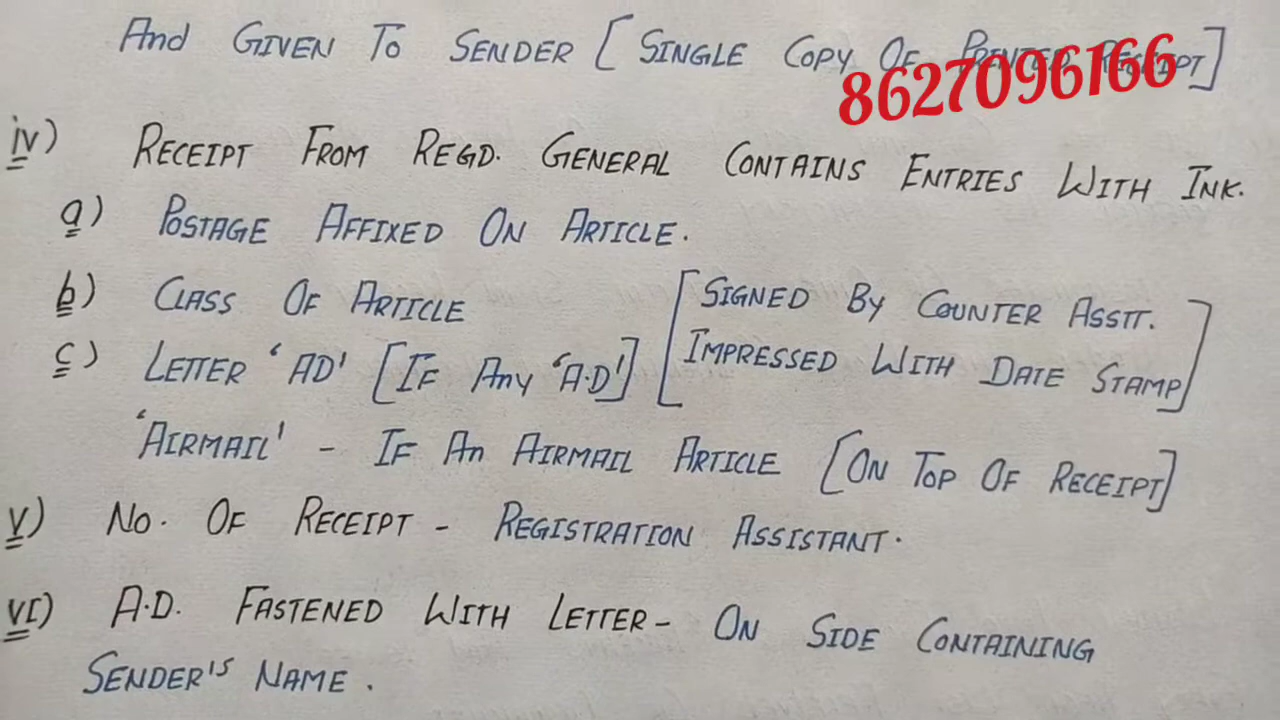 And GIVEN TO SENDER [SINGLE COPY OF PRINTED RECEIPT]
8627096166
iv) RECEIPT FROM REGD. GENERAL CONTAINS ENTRIES WITH INK.
a) POSTAGE AFFIXED ON ARTICLE.
b) CLASS OF ARTICLE [SIGNED By COUNTER ASSTT.
c) LETTER 'AD' [IF Any 'A.D'] IMPRESSED WITH DATE STAMP]
'AIRMAIL' - IF An AIRMAIL ARTICLE [ON TOP OF RECEIPT]
v) No. OF RECEIPT - REGISTRATION ASSISTANT.
vi) A.D. FASTENED WITH LETTER - ON SIDE CONTAINING
SENDER'S NAME.